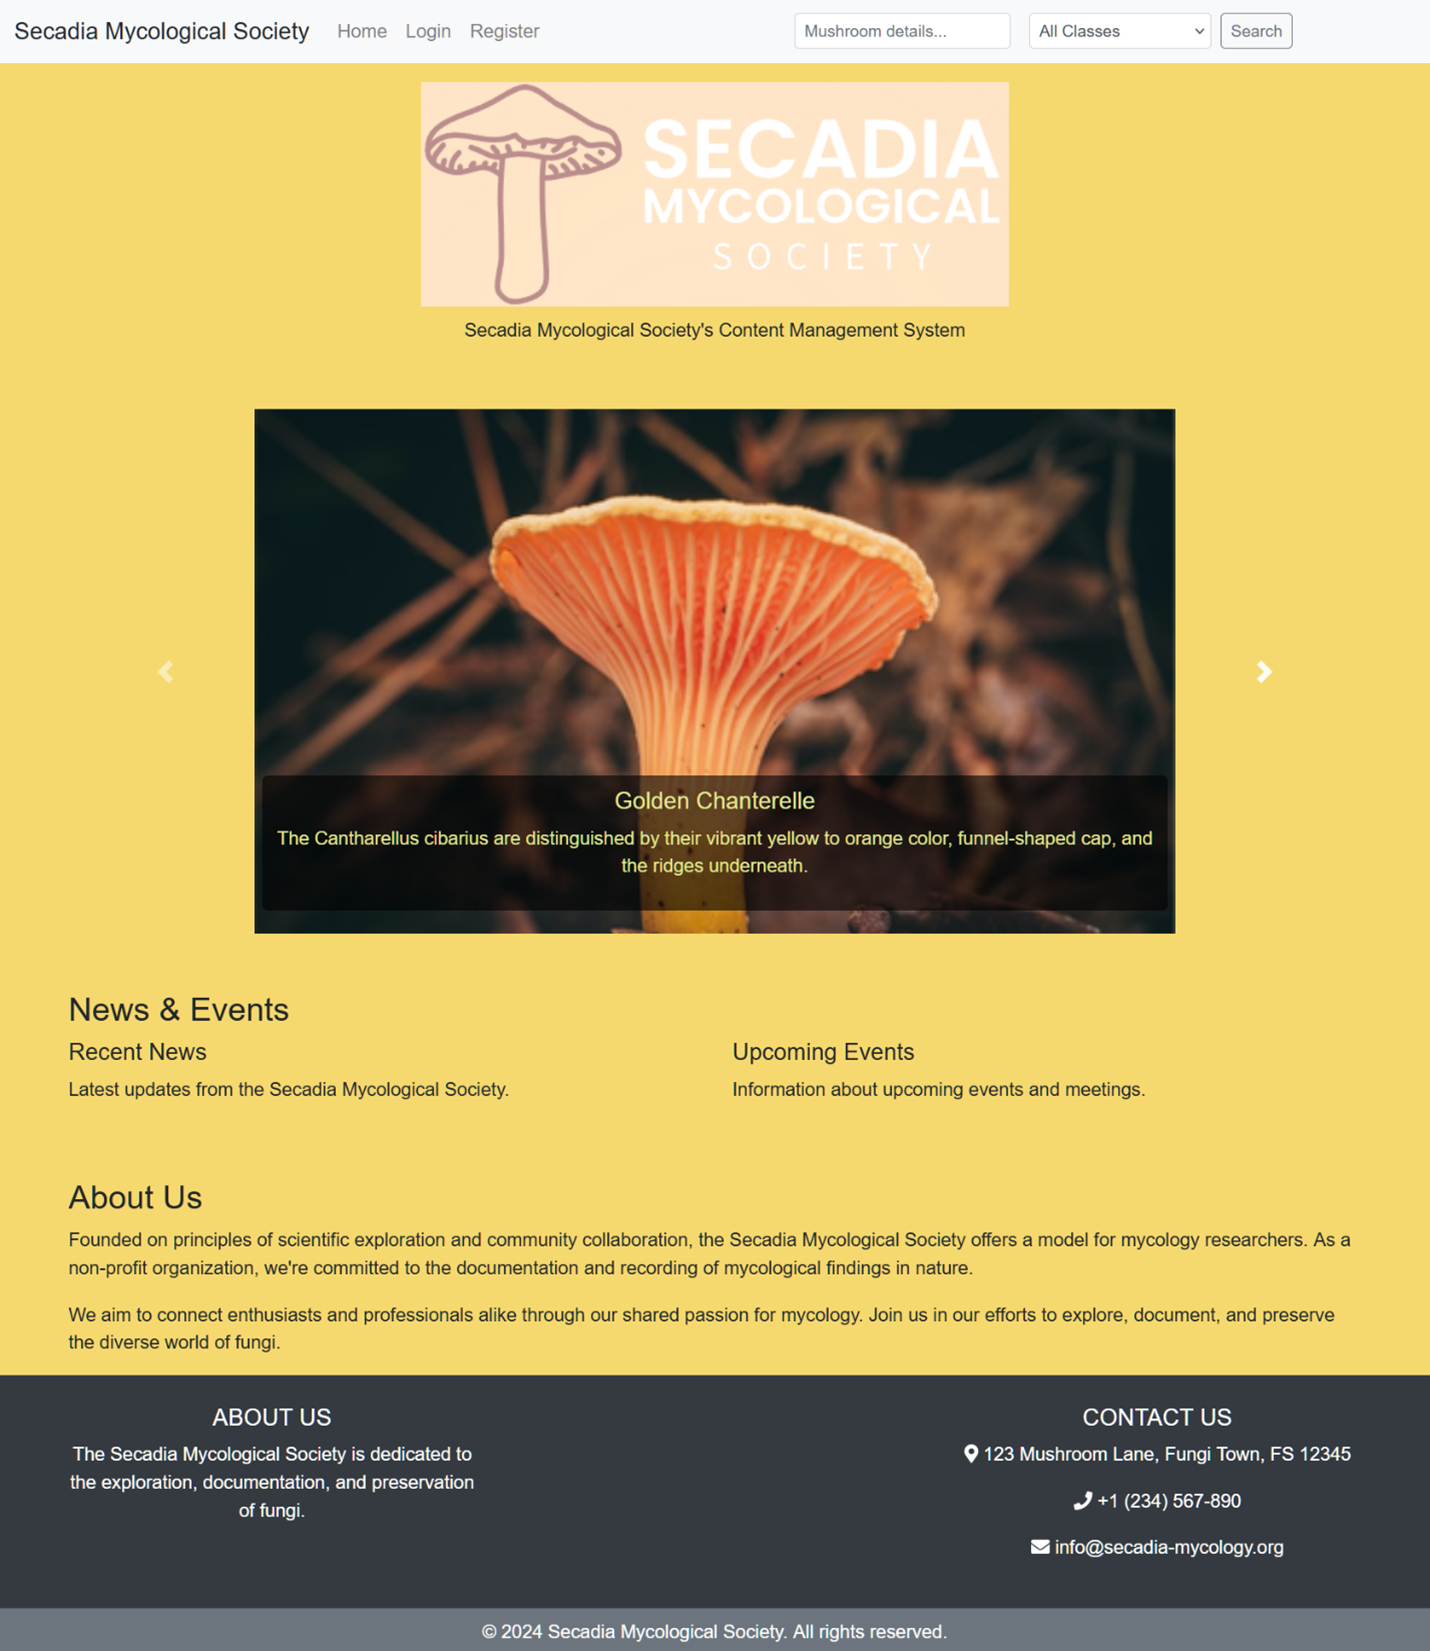 Secadia Mycological Society Home Login Register Mushroom details... All Classes Search
SECADIA
MYCOLOGICAL
SOCIETY
Secadia Mycological Society's Content Management System
Golden Chanterelle
The Cantharellus cibarius are distinguished by their vibrant yellow to orange color, funnel-shaped cap, and
the ridges underneath.
News & Events
Recent News
Latest updates from the Secadia Mycological Society.
Upcoming Events
Information about upcoming events and meetings.
About Us
Founded on principles of scientific exploration and community collaboration, the Secadia Mycological Society offers a model for mycology researchers. As a
non-profit organization, we're committed to the documentation and recording of mycological findings in nature.
We aim to connect enthusiasts and professionals alike through our shared passion for mycology. Join us in our efforts to explore, document, and preserve
the diverse world of fungi.
ABOUT US
The Secadia Mycological Society is dedicated to
the exploration, documentation, and preservation
of fungi.
CONTACT US
123 Mushroom Lane, Fungi Town, FS 12345
+1 (234) 567-890
info@secadia-mycology.org
© 2024 Secadia Mycological Society. All rights reserved.